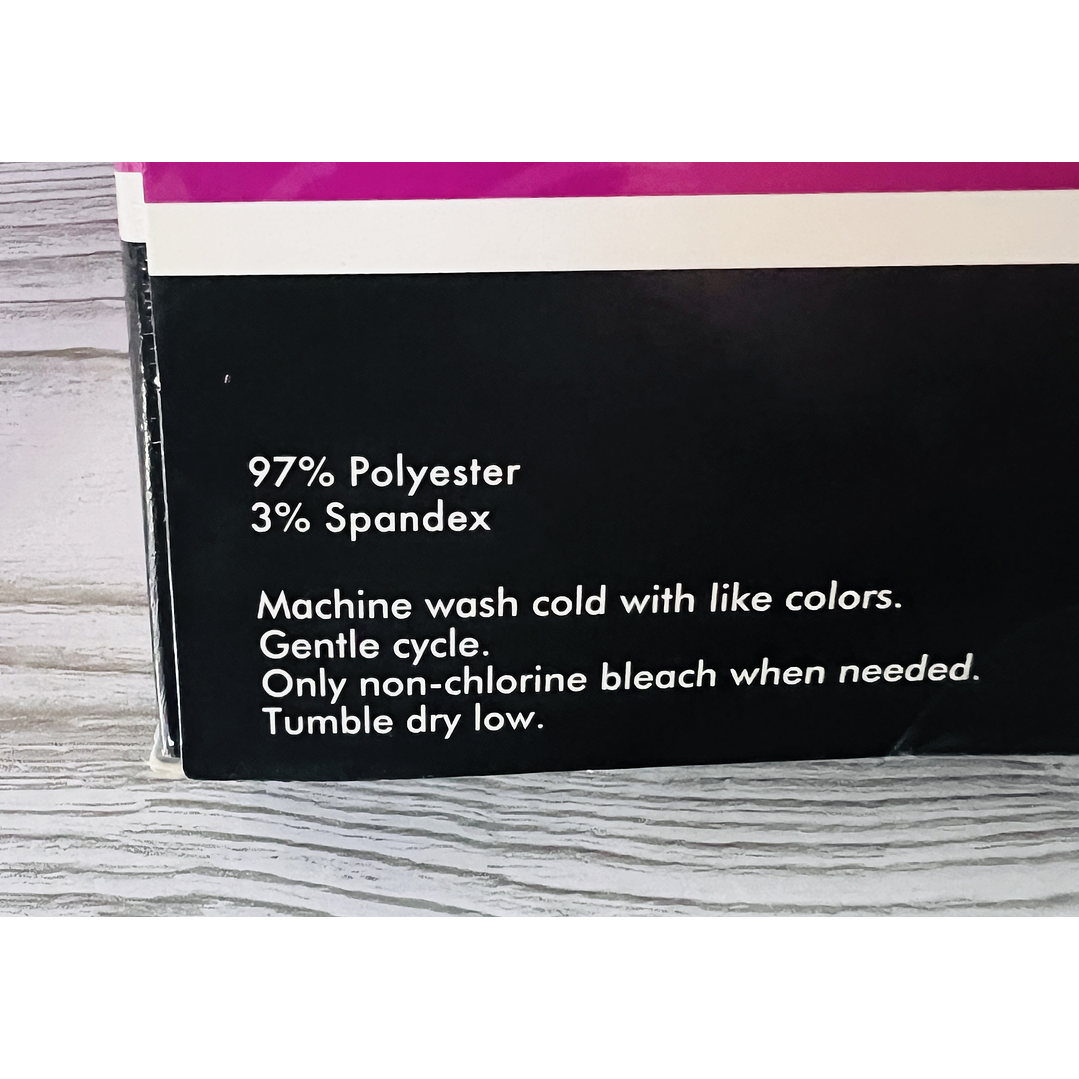 97% Polyester
3% Spandex
Machine wash cold with like colors.
Gentle cycle.
Only non-chlorine bleach when needed.
Tumble dry low.